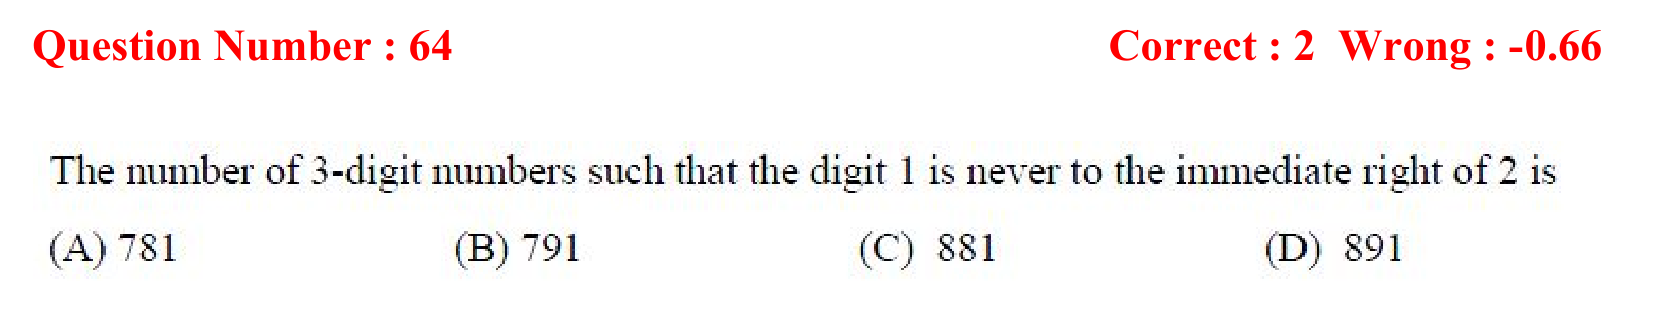 Question Number : 64 Correct : 2 Wrong : -0.66
The number of 3-digit numbers such that the digit 1 is never to the immediate right of 2 is
(A) 781 (B) 791 (C) 881 (D) 891